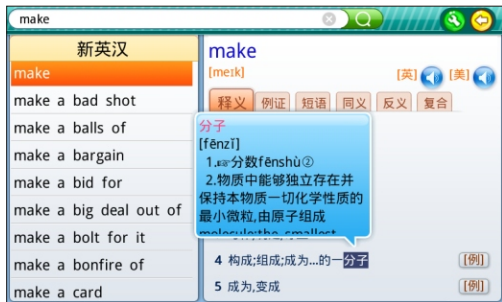 make
新英汉
make
make a bad shot
make a balls of
make a bargain
make a bid for
make a big deal out of
make a bolt for it
make a bonfire of
make a card
make
[meɪk]
[英] [美]
释义 例证 短语 同义 反义 复合
分子
[fēnzǐ]
1.☞分数fēnshù②
2.物质中能够独立存在并
保持本物质一切化学性质的
最小微粒,由原子组成
molecule;the smallest
4 构成;组成;成为...的一分子 [例]
5 成为,变成 [例]